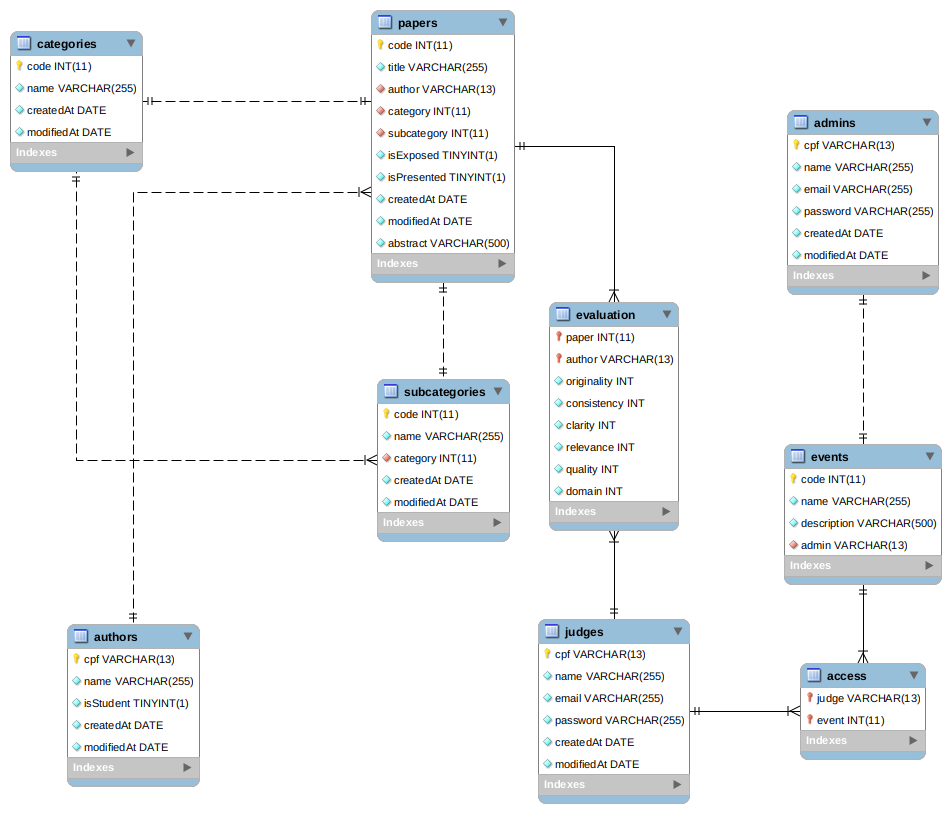 papers
code INT(11)
title VARCHAR(255)
author VARCHAR(13)
category INT(11)
subcategory INT(11)
isExposed TINYINT(1)
isPresented TINYINT(1)
createdAt DATE
modifiedAt DATE
abstract VARCHAR(500)
Indexes
categories
code INT(11)
name VARCHAR(255)
createdAt DATE
modifiedAt DATE
Indexes
admins
cpf VARCHAR(13)
name VARCHAR(255)
email VARCHAR(255)
password VARCHAR(255)
createdAt DATE
modifiedAt DATE
Indexes
evaluation
paper INT(11)
author VARCHAR(13)
originality INT
consistency INT
clarity INT
relevance INT
quality INT
domain INT
Indexes
subcategories
code INT(11)
name VARCHAR(255)
category INT(11)
createdAt DATE
modifiedAt DATE
Indexes
events
code INT(11)
name VARCHAR(255)
description VARCHAR(500)
admin VARCHAR(13)
Indexes
authors
cpf VARCHAR(13)
name VARCHAR(255)
isStudent TINYINT(1)
createdAt DATE
modifiedAt DATE
Indexes
judges
cpf VARCHAR(13)
name VARCHAR(255)
email VARCHAR(255)
password VARCHAR(255)
createdAt DATE
modifiedAt DATE
Indexes
access
judge VARCHAR(13)
event INT(11)
Indexes